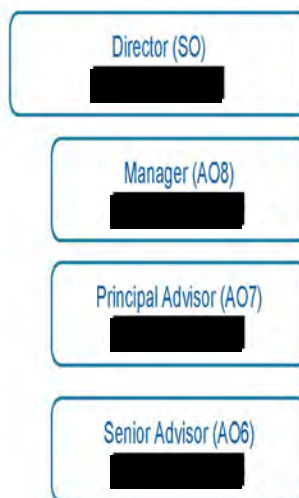 Director (SO)
Manager (AO8)
Principal Advisor (AO7)
Senior Advisor (AO6)